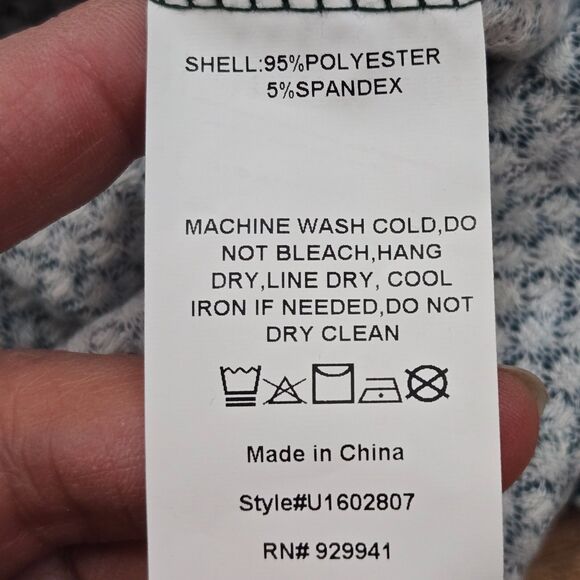 SHELL:95%POLYESTER
5%SPANDEX
MACHINE WASH COLD,DO
NOT BLEACH,HANG
DRY,LINE DRY, COOL
IRON IF NEEDED,DO NOT
DRY CLEAN
Made in China
Style#U1602807
RN# 929941